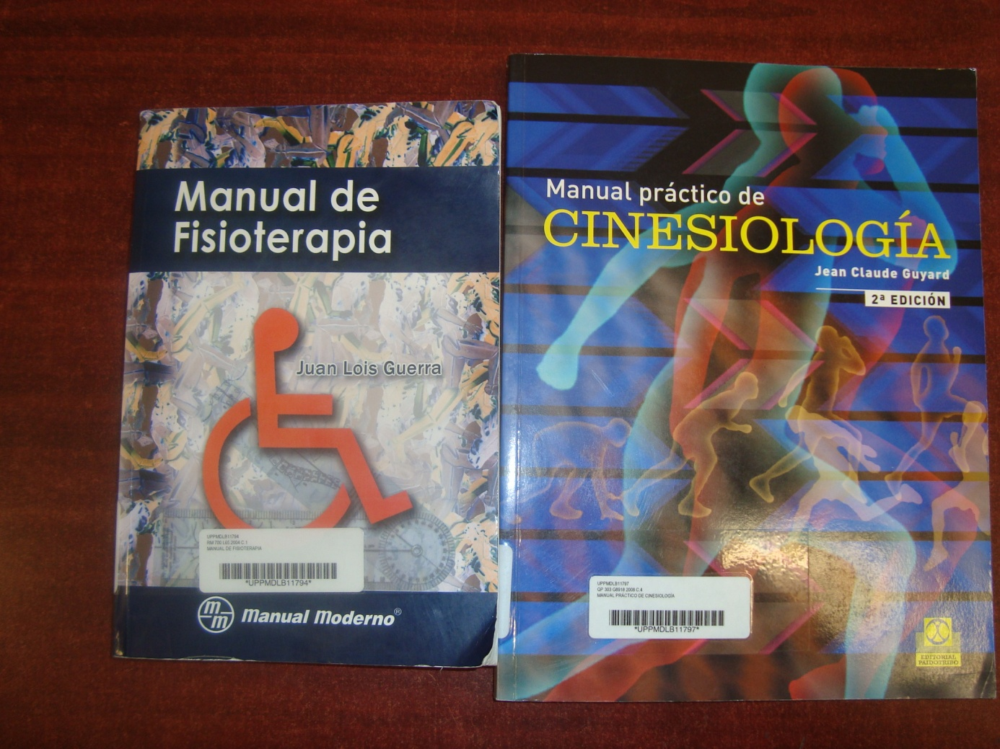 Manual de
Fisioterapia
Juan Lois Guerra
UPPMDLB11794
RM 700 L65 2004 C.1
MANUAL DE FISIOTERAPIA
*UPPMDLB11794*
mm Manual Moderno®
Manual práctico de
CINESIOLOGÍA
Jean Claude Guyard
2ª EDICIÓN
UPPMDLB11797
QP 303 G8918 2008 C.4
MANUAL PRÁCTICO DE CINESIOLOGÍA
*UPPMDLB11797*
EDITORIAL
PAIDOTRIBO